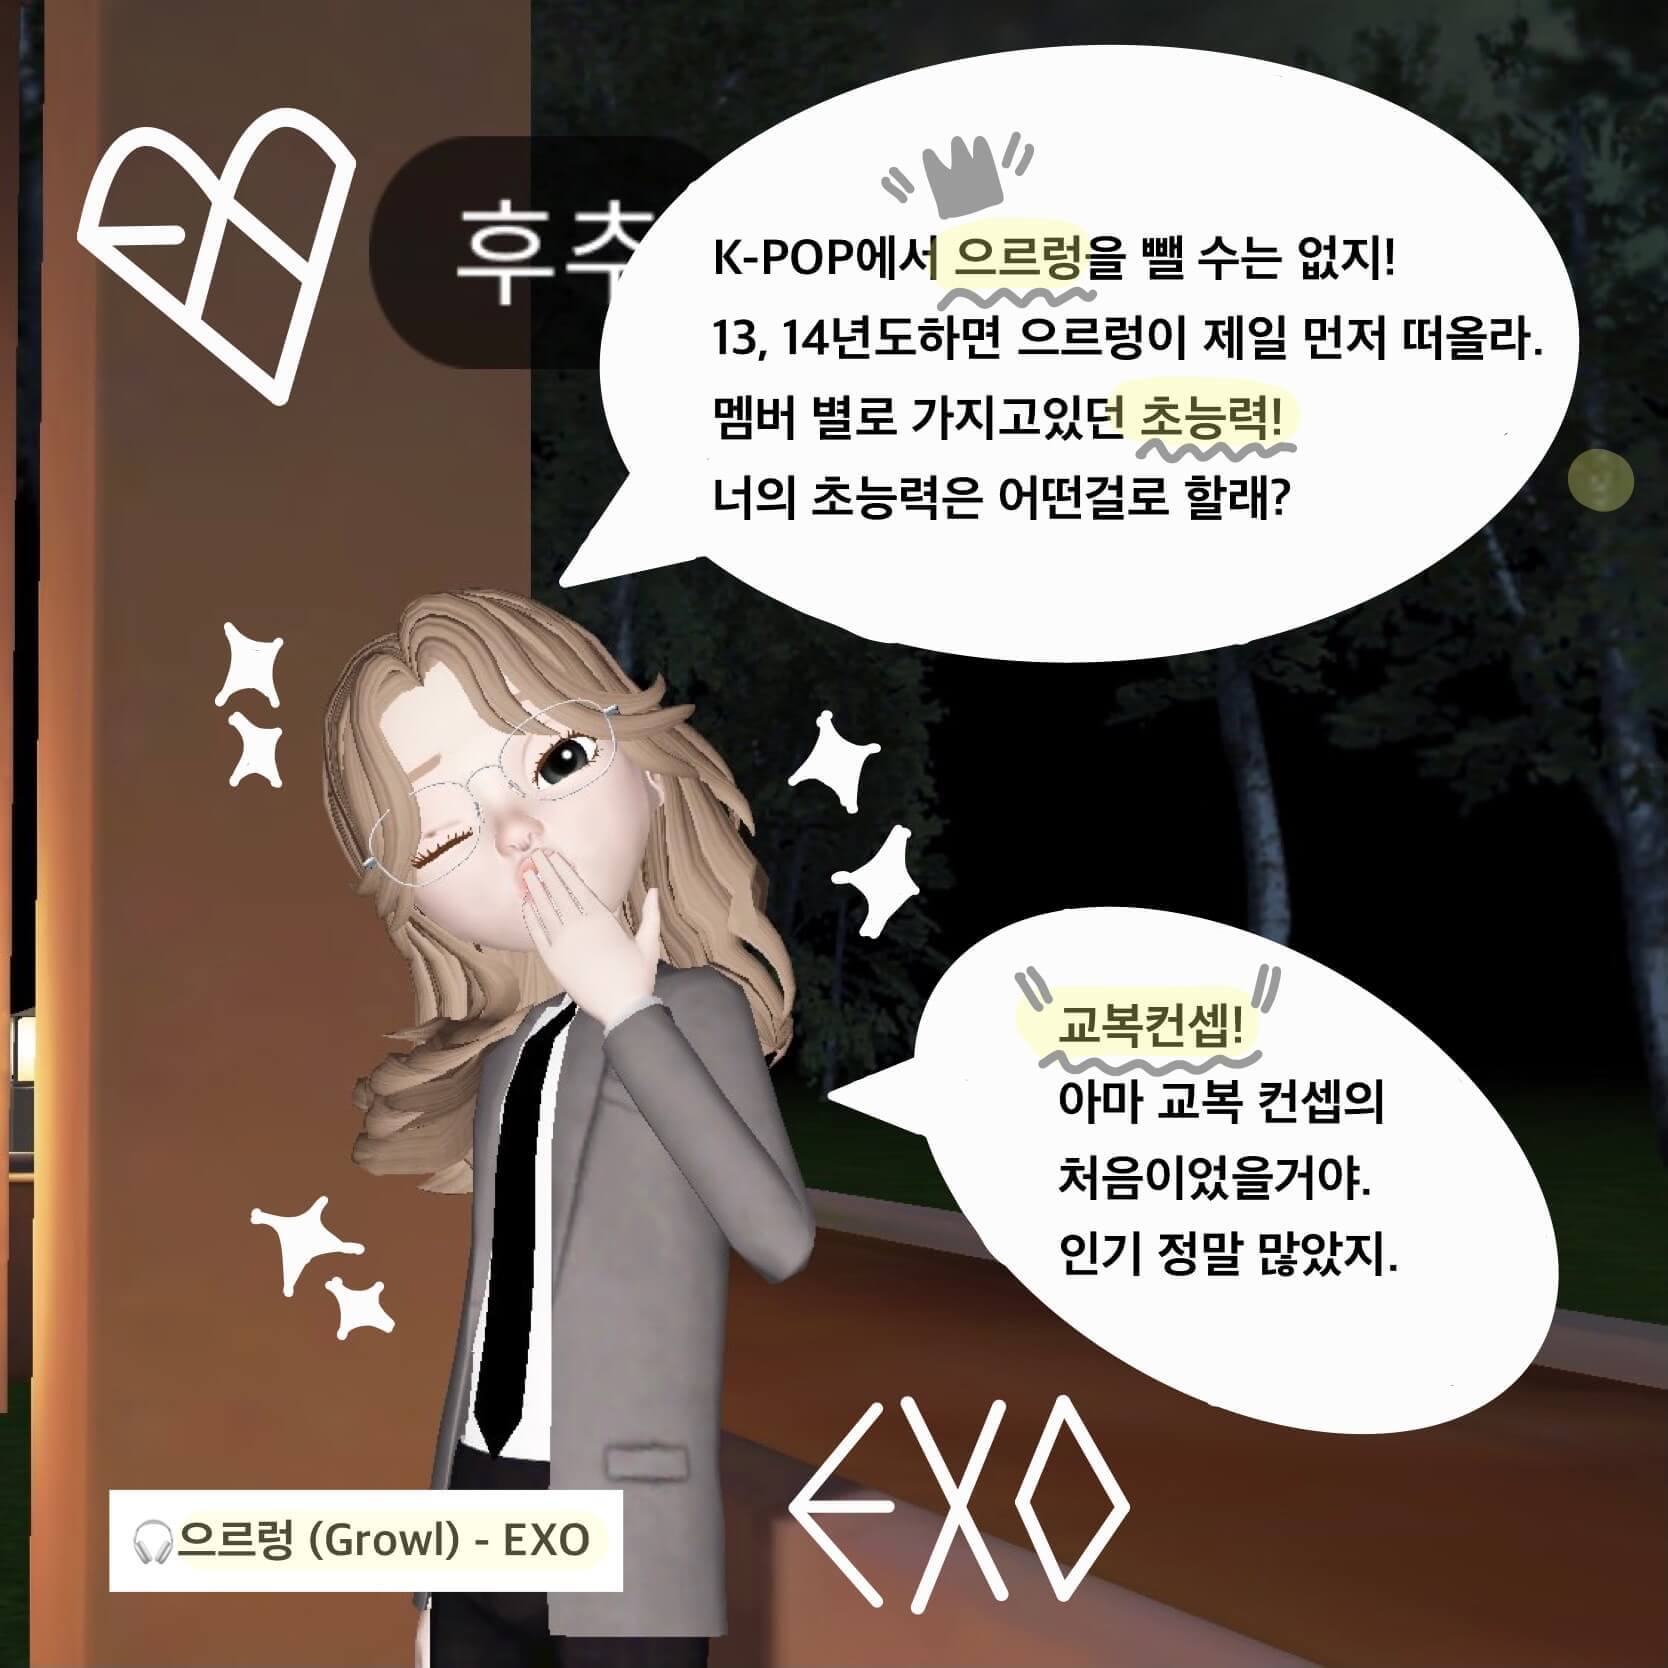 후추
K-POP에서 으르렁을 뺄 수는 없지!
13, 14년도하면 으르렁이 제일 먼저 떠올라.
멤버 별로 가지고있던 초능력!
너의 초능력은 어떤걸로 할래?
교복컨셉!
아마 교복 컨셉의
처음이었을거야.
인기 정말 많았지.
EXO
🎧으르렁 (Growl) - EXO